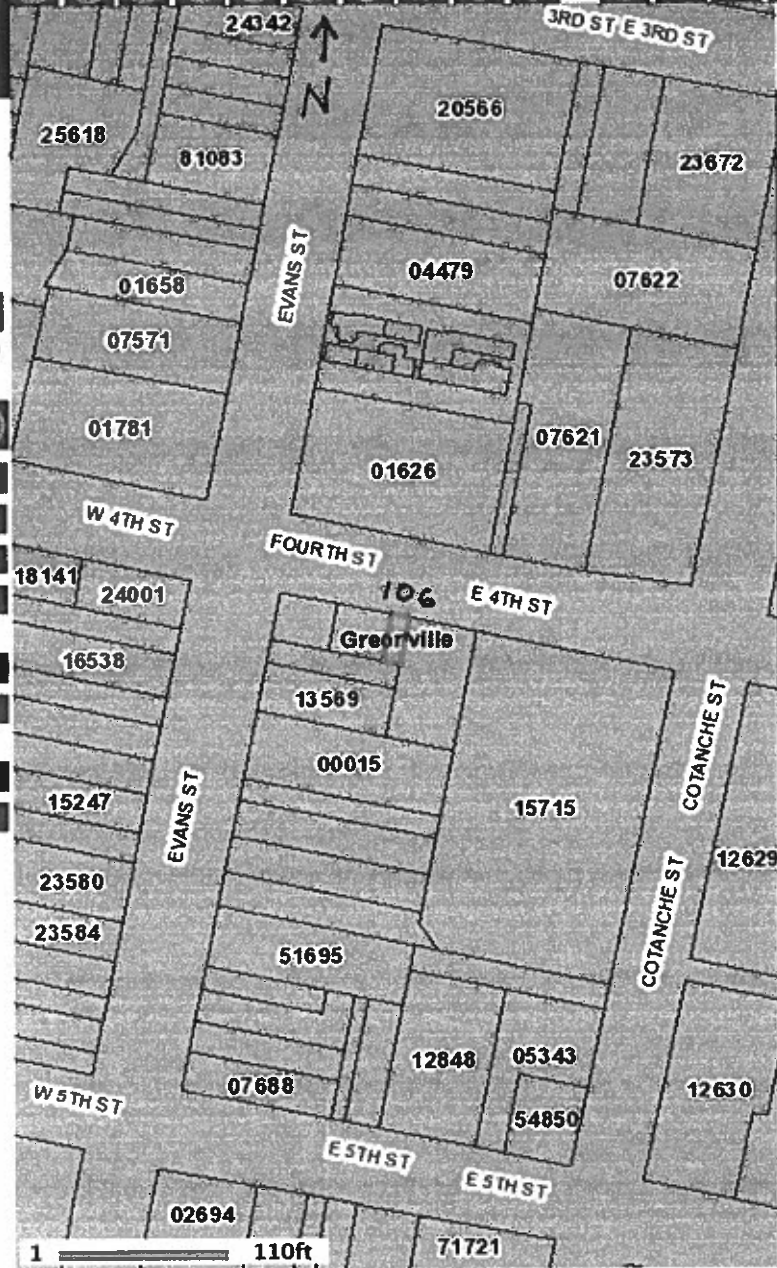 3RD ST E 3RD ST
24342
N
20566
25618
81083
23672
EVANS ST
04479
07622
01658
07571
01781
07621
23573
01626
W 4TH ST
FOURTH ST
18141
24001
106
E 4TH ST
Greenville
16538
13569
COTANCHE ST
00015
15247
EVANS ST
15715
12629
23580
COTANCHE ST
23584
51695
12848
05343
12630
07688
54850
W 5TH ST
E 5TH ST
E 5TH ST
02694
71721
1
110ft